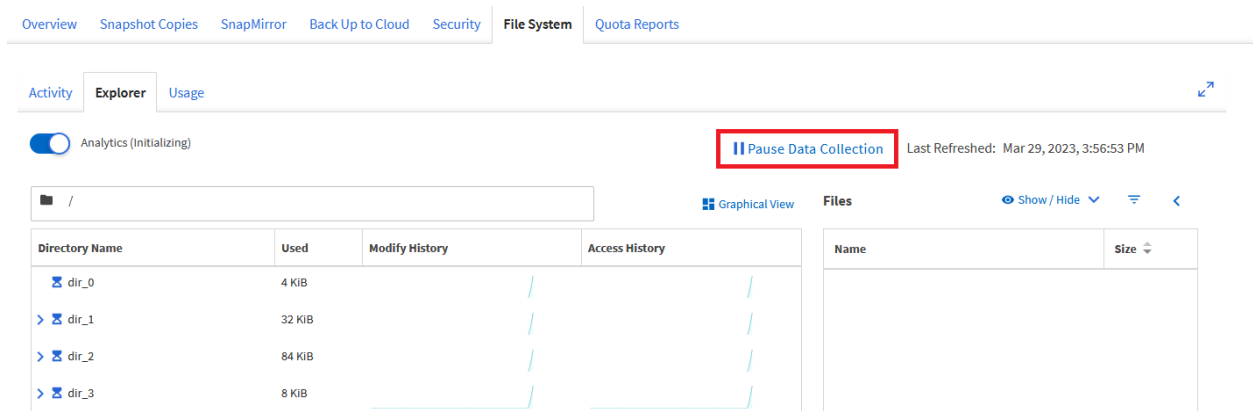 Overview Snapshot Copies SnapMirror Back Up to Cloud Security File System Quota Reports
Activity Explorer Usage
Analytics (Initializing) Pause Data Collection Last Refreshed: Mar 29, 2023, 3:56:53 PM
/ Graphical View Files Show / Hide
Directory Name Used Modify History Access History Name Size
dir_0 4 KiB
dir_1 32 KiB
dir_2 84 KiB
dir_3 8 KiB